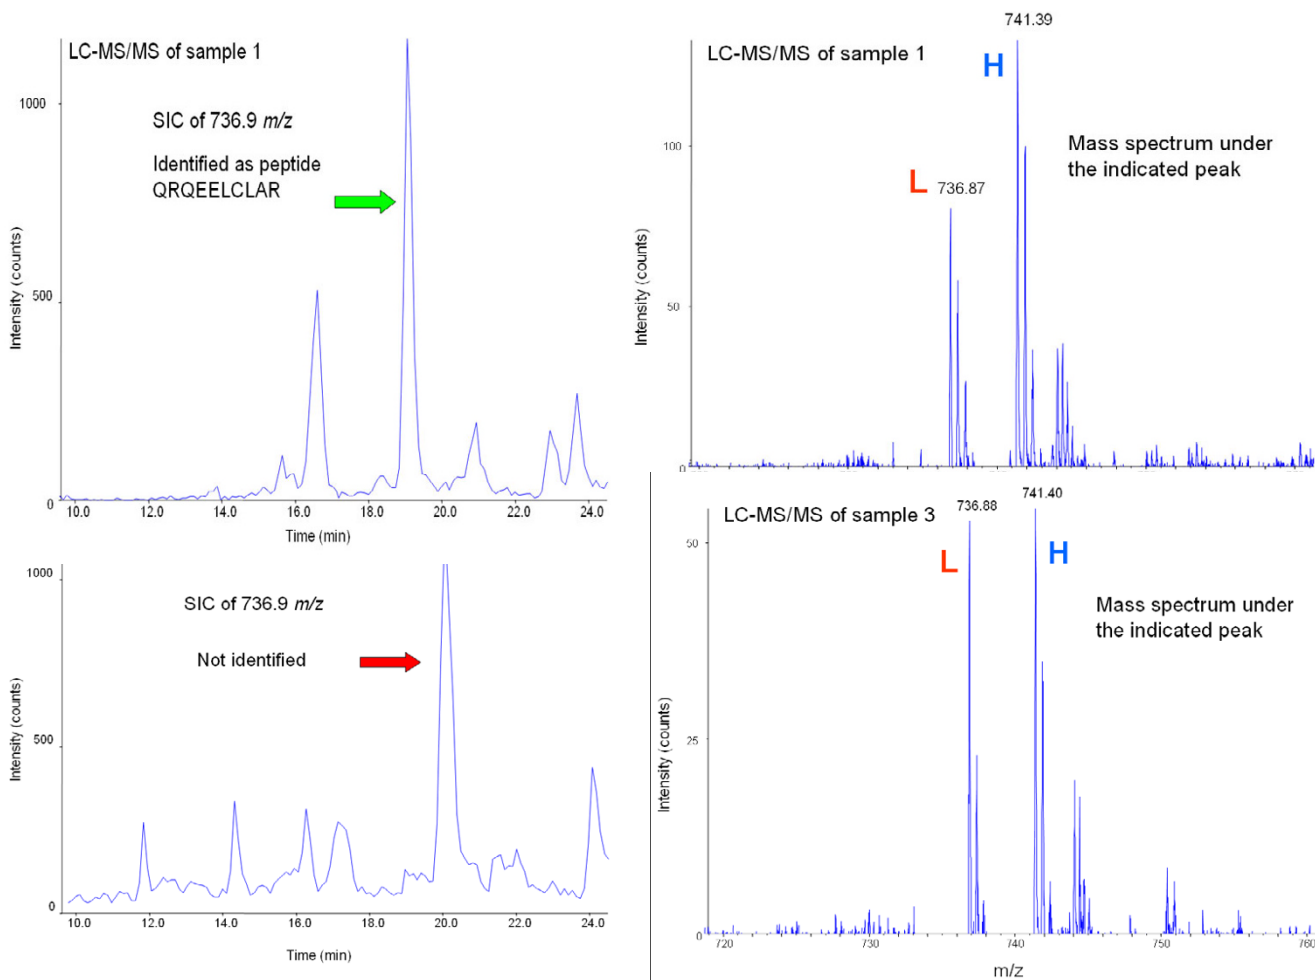 LC-MS/MS of sample 1
SIC of 736.9 m/z
Identified as peptide
QRQEELCLAR
Intensity (counts)
1000
500
0
10.0 12.0 14.0 16.0 18.0 20.0 22.0 24.0
Time (min)
LC-MS/MS of sample 1
741.39
H
L
736.87
Mass spectrum under
the indicated peak
Intensity (counts)
100
50
0
SIC of 736.9 m/z
Not identified
Intensity (counts)
1000
500
0
10.0 12.0 14.0 16.0 18.0 20.0 22.0 24.0
Time (min)
LC-MS/MS of sample 3
736.88
741.40
L
H
Mass spectrum under
the indicated peak
Intensity (counts)
50
25
0
720 730 740 750 760
m/z